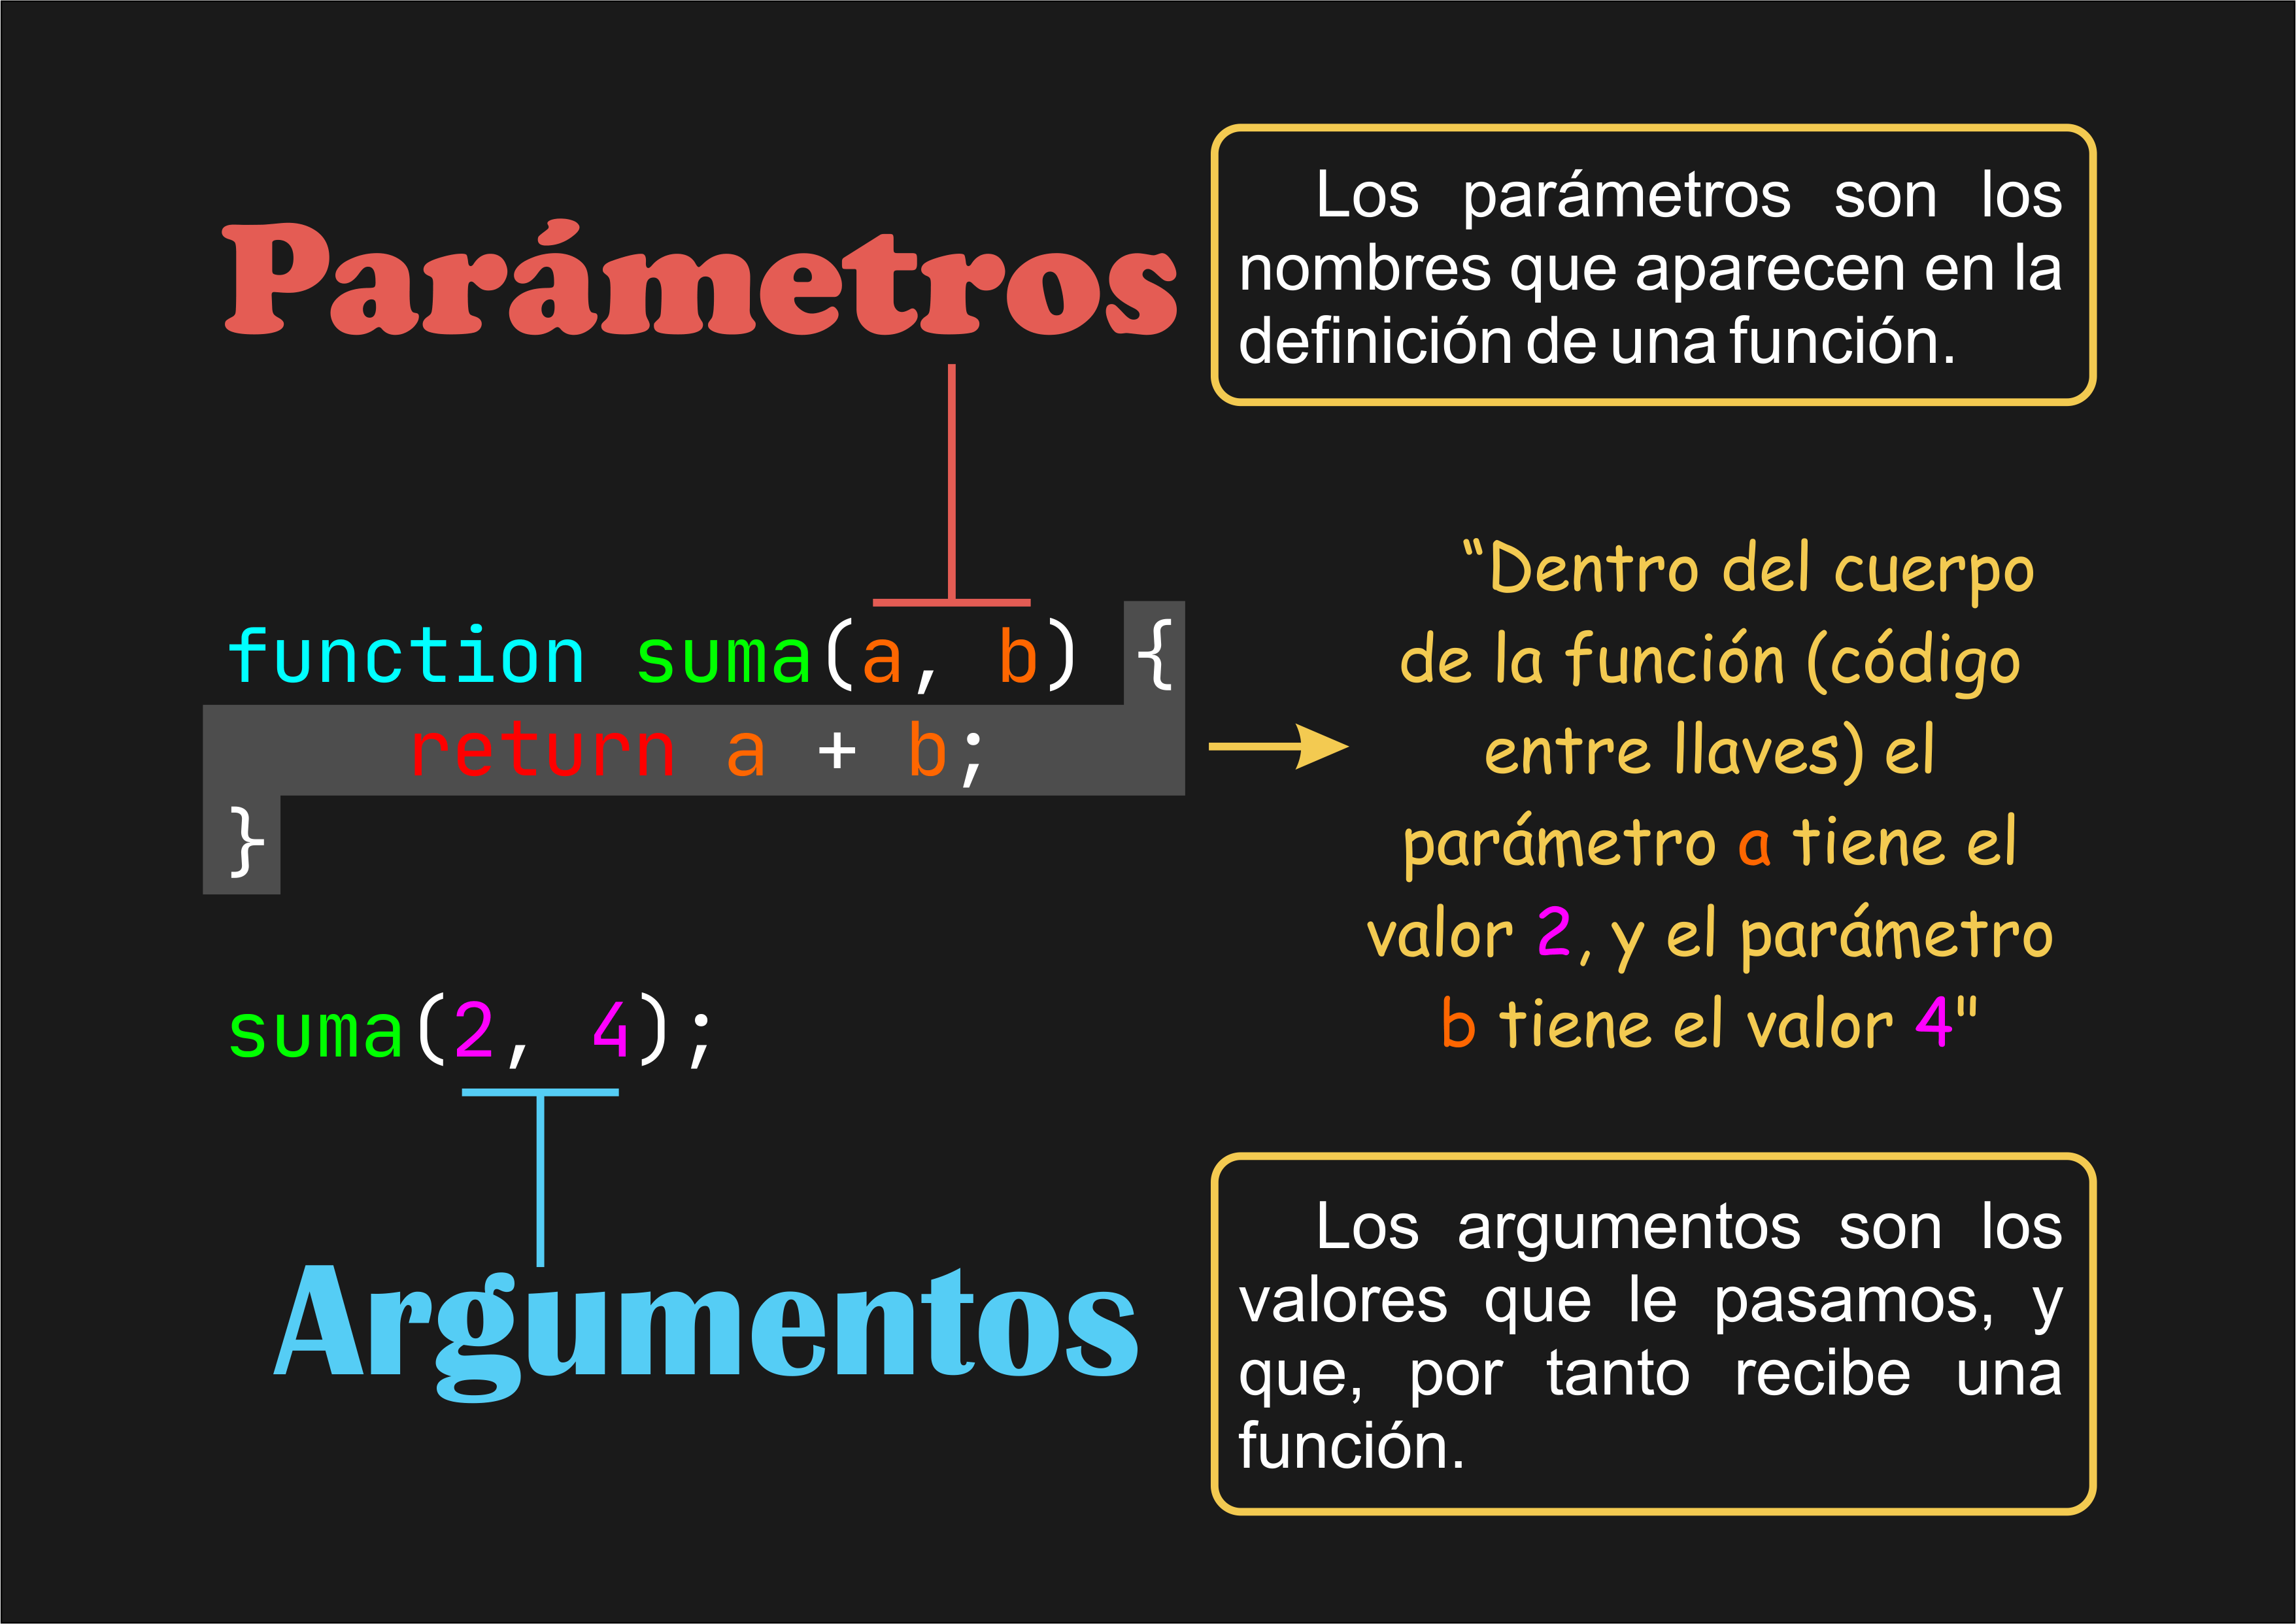 Parámetros
Los parámetros son los
nombres que aparecen en la
definición de una función.
function suma(a, b) {
return a + b;
}
"Dentro del cuerpo
de la función (código
entre llaves) el
parámetro a tiene el
valor 2, y el parámetro
b tiene el valor 4"
suma(2, 4);
Argumentos
Los argumentos son los
valores que le pasamos, y
que, por tanto recibe una
función.